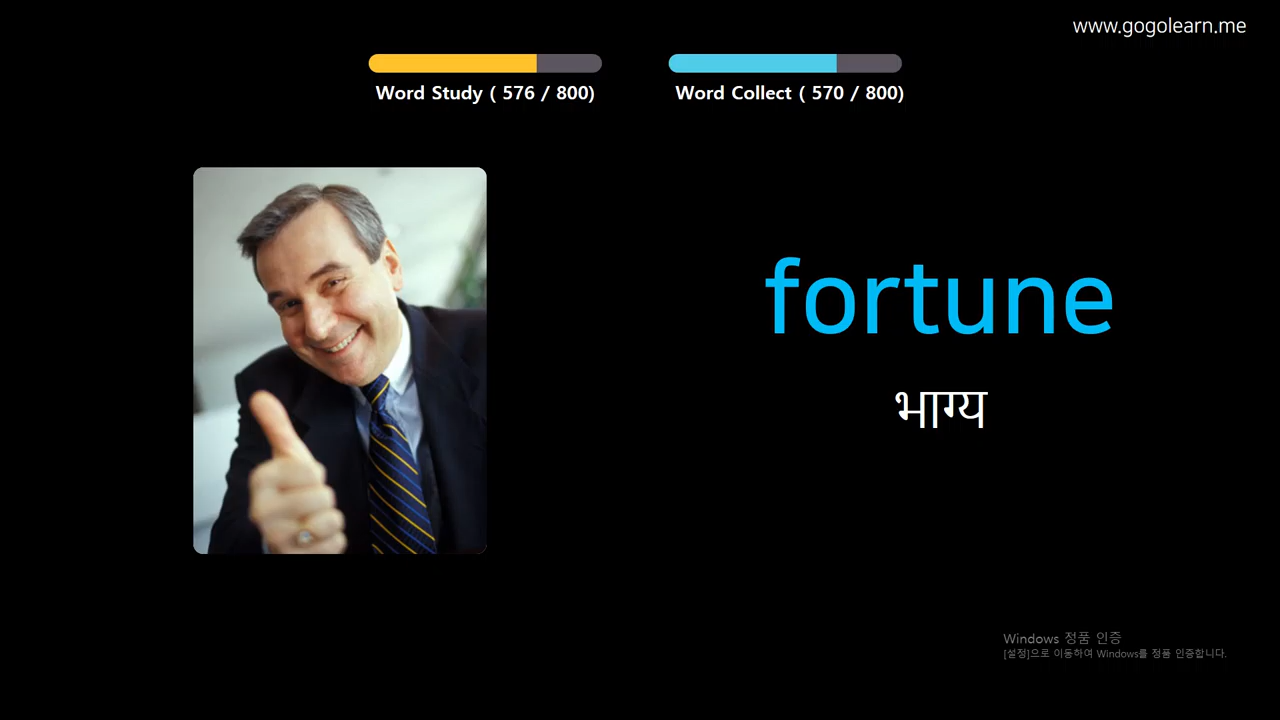 www.gogolearn.me
Word Study ( 576 / 800)
Word Collect ( 570 / 800)
fortune
भाग्य
Windows 정품 인증
[설정]으로 이동하여 Windows를 정품 인증합니다.